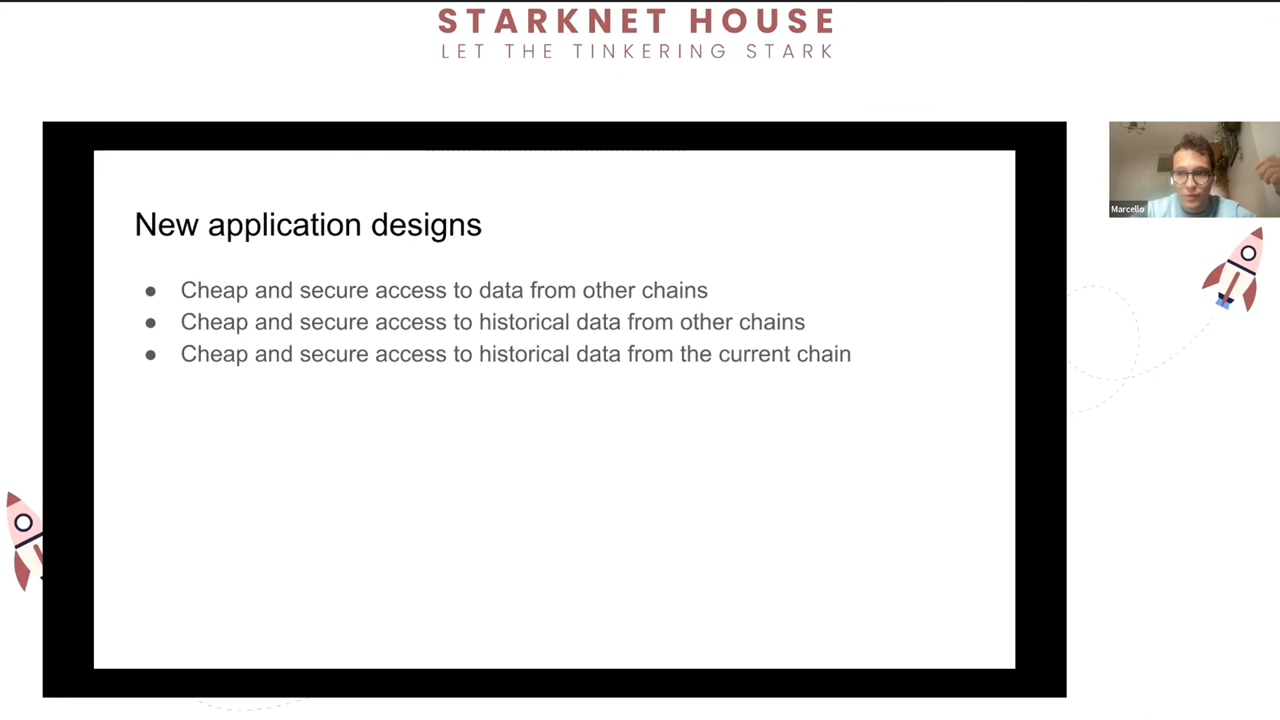 STARKNET HOUSE
LET THE TINKERING STARK
Marcello
New application designs
● Cheap and secure access to data from other chains
● Cheap and secure access to historical data from other chains
● Cheap and secure access to historical data from the current chain